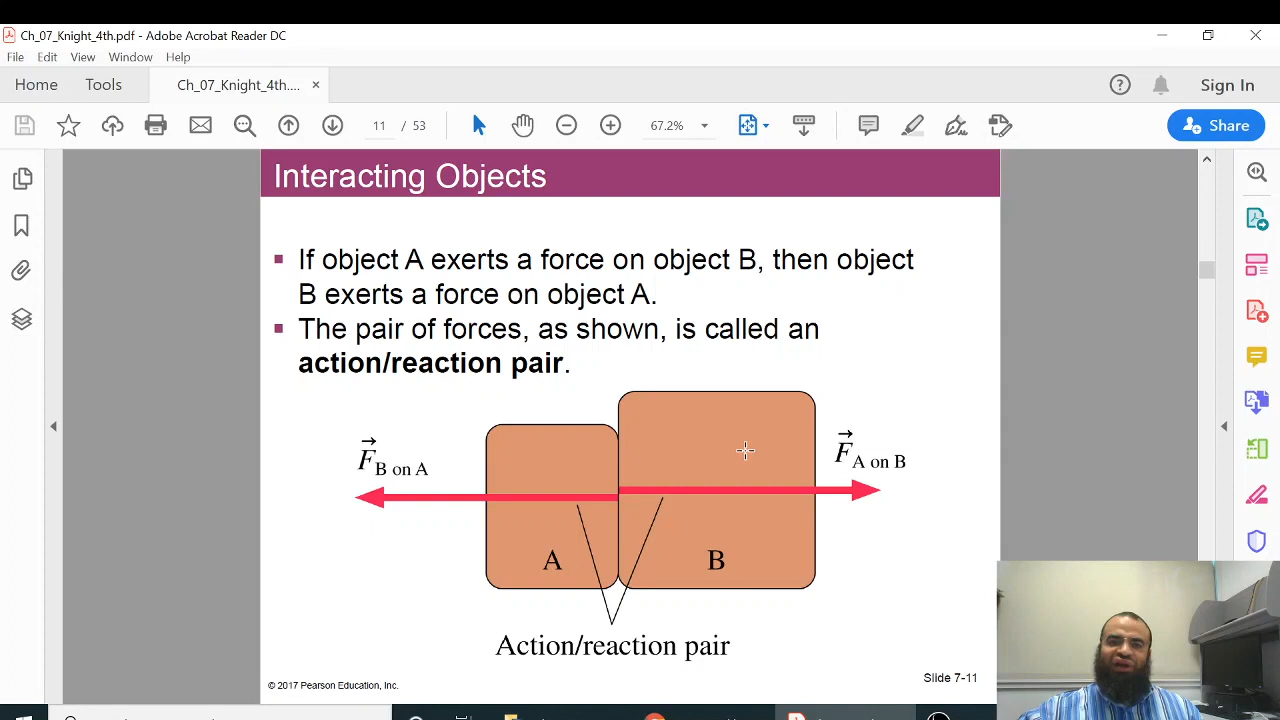 Ch_07_Knight_4th.pdf - Adobe Acrobat Reader DC
File Edit View Window Help
Home Tools Ch_07_Knight_4th.... × Sign In
11 / 53 67.2% Share
Interacting Objects
If object A exerts a force on object B, then object
B exerts a force on object A.
The pair of forces, as shown, is called an
action/reaction pair.
F B on A
F A on B
A B
Action/reaction pair
Slide 7-11
© 2017 Pearson Education, Inc.